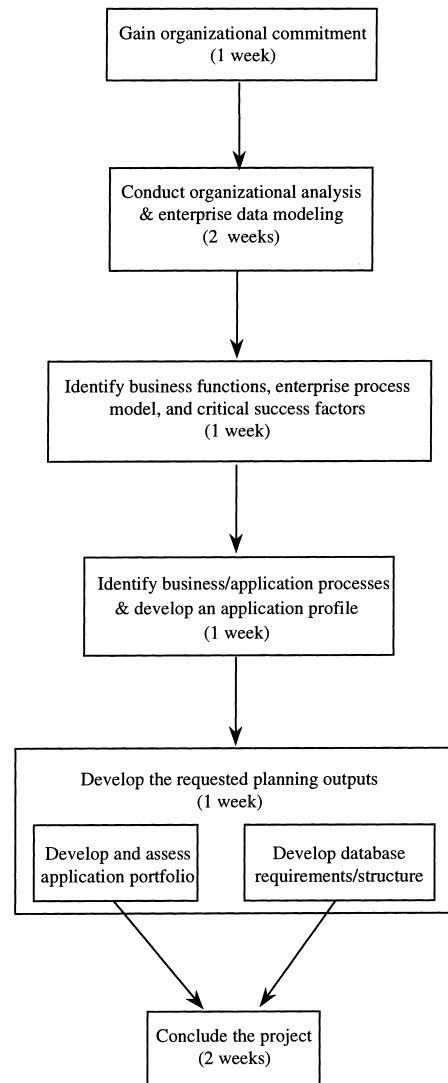 Gain organizational commitment
(1 week)
Conduct organizational analysis
& enterprise data modeling
(2 weeks)
Identify business functions, enterprise process
model, and critical success factors
(1 week)
Identify business/application processes
& develop an application profile
(1 week)
Develop the requested planning outputs
(1 week)
Develop and assess
application portfolio
Develop database
requirements/structure
Conclude the project
(2 weeks)